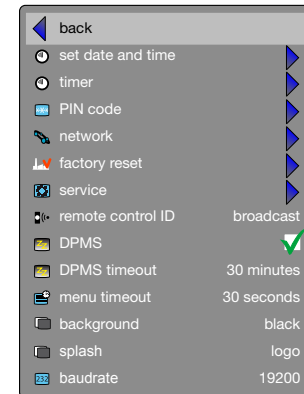 back
set date and time
timer
PIN code
network
factory reset
service
remote control ID broadcast
DPMS
DPMS timeout 30 minutes
menu timeout 30 seconds
background black
splash logo
232 baudrate 19200